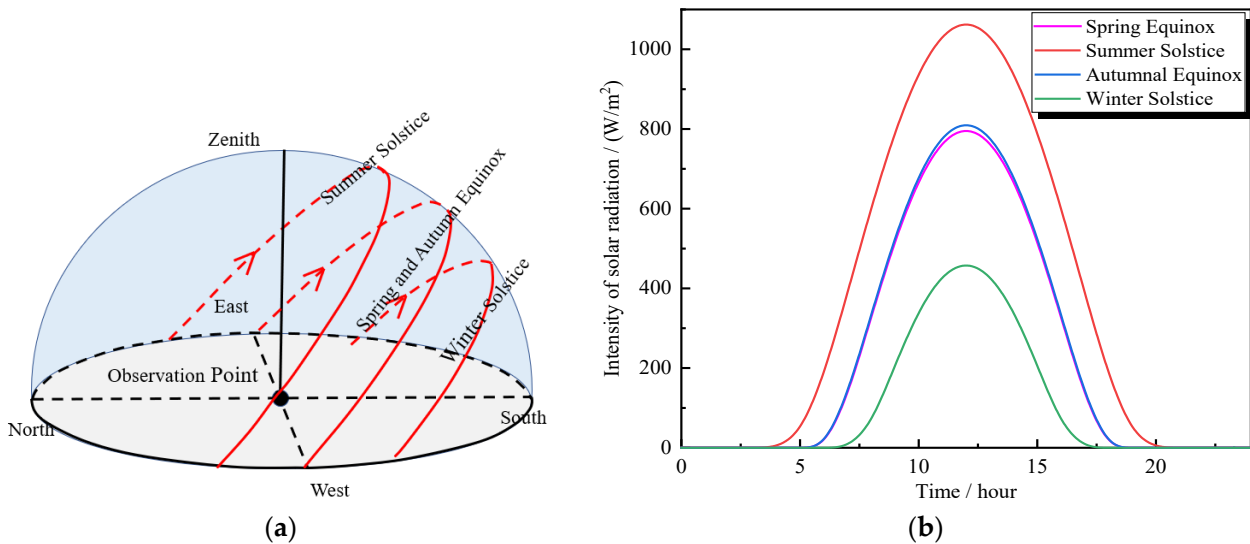 Zenith
Summer Solstice
Spring and Autumn Equinox
Winter Solstice
East
Observation Point
North
South
West
(a)
Intensity of solar radiation / (W/m²)
1000
800
600
400
200
0
0
5
10
15
20
Time / hour
Spring Equinox
Summer Solstice
Autumnal Equinox
Winter Solstice
(b)